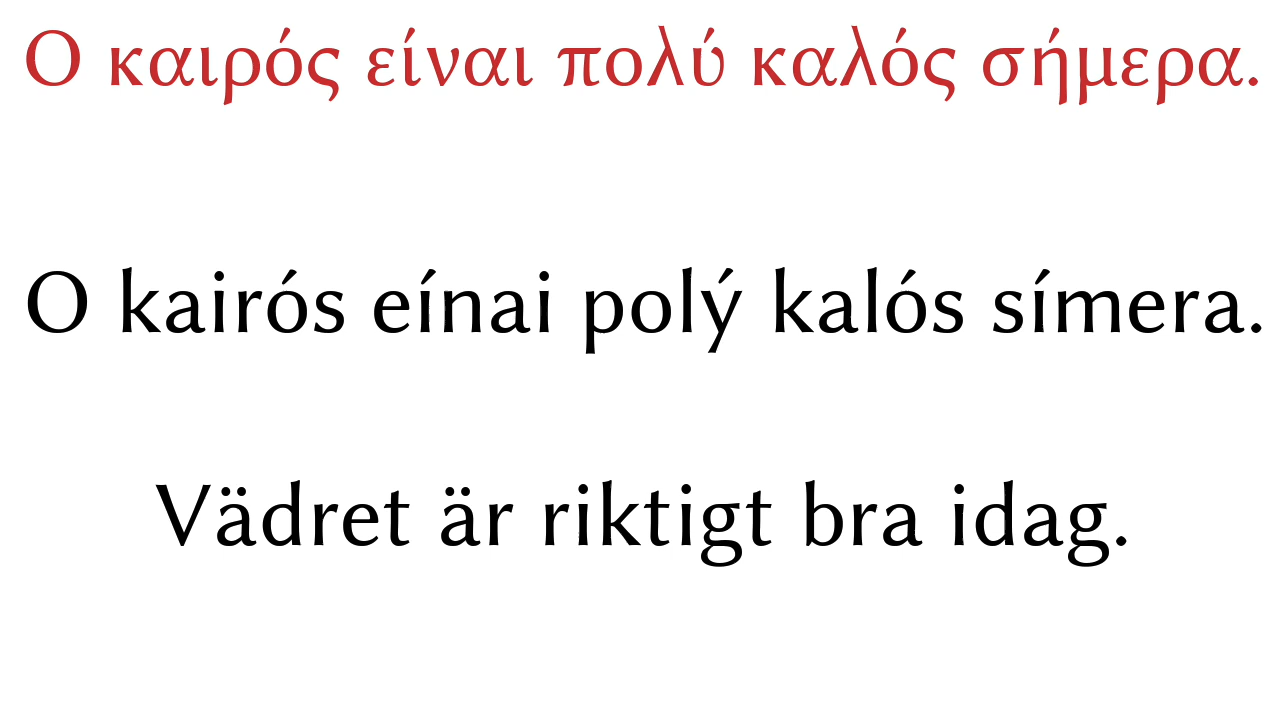 Ο καιρός είναι πολύ καλός σήμερα.
O kairós eínai polý kalós símera.
Vädret är riktigt bra idag.